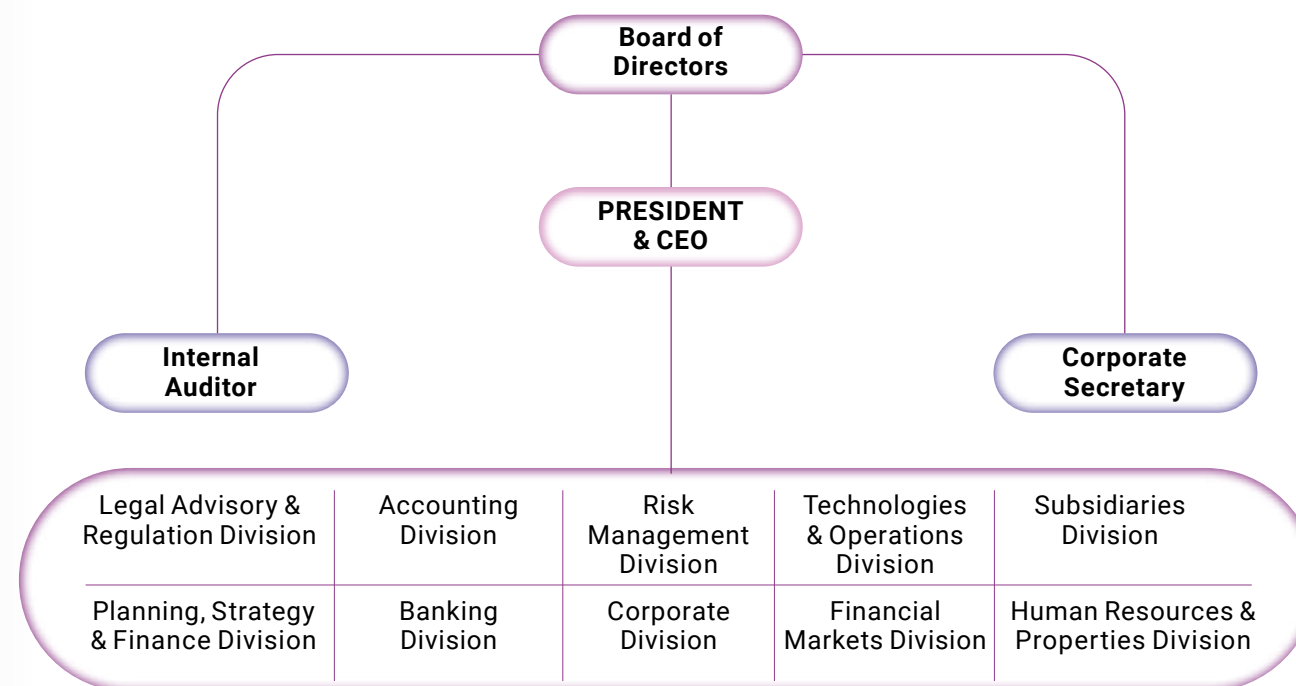 Board of
Directors
PRESIDENT
& CEO
Internal
Auditor
Corporate
Secretary
Legal Advisory &
Regulation Division
Accounting
Division
Risk
Management
Division
Technologies
& Operations
Division
Subsidiaries
Division
Planning, Strategy
& Finance Division
Banking
Division
Corporate
Division
Financial
Markets Division
Human Resources &
Properties Division